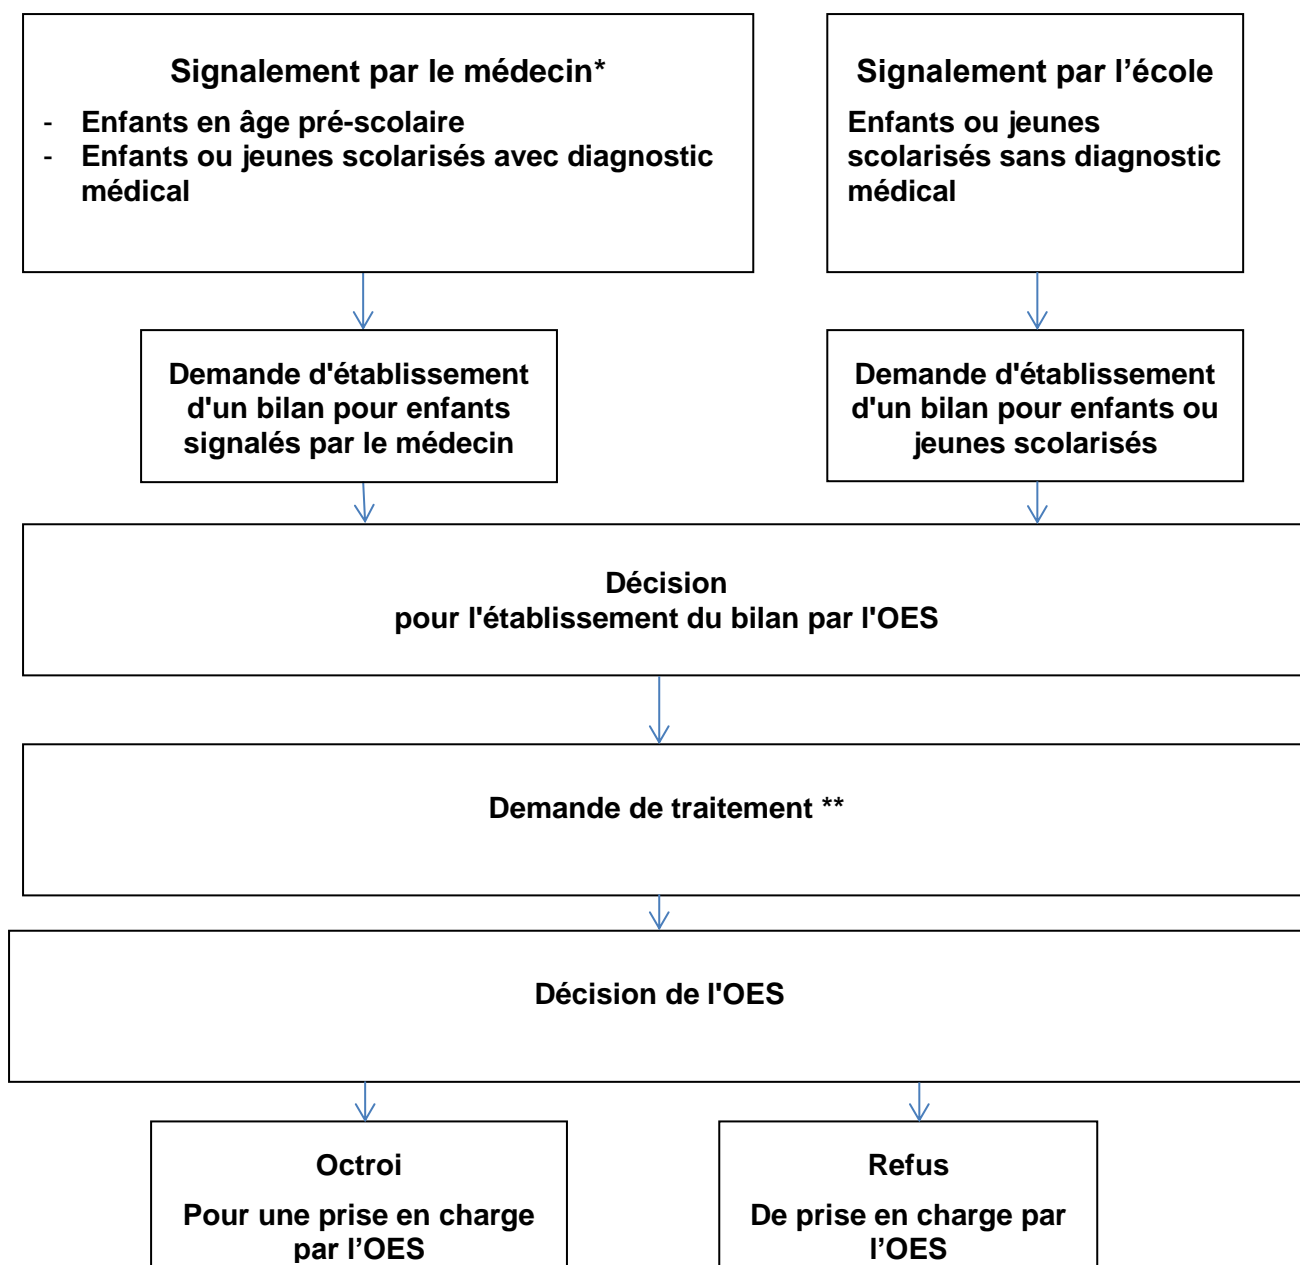 Signalement par le médecin*
- Enfants en âge pré-scolaire
- Enfants ou jeunes scolarisés avec diagnostic
médical
Signalement par l’école
Enfants ou jeunes
scolarisés sans diagnostic
médical
Demande d'établissement
d'un bilan pour enfants
signalés par le médecin
Demande d'établissement
d'un bilan pour enfants ou
jeunes scolarisés
Décision
pour l'établissement du bilan par l'OES
Demande de traitement **
Décision de l'OES
Octroi
Pour une prise en charge
par l’OES
Refus
De prise en charge par
l’OES